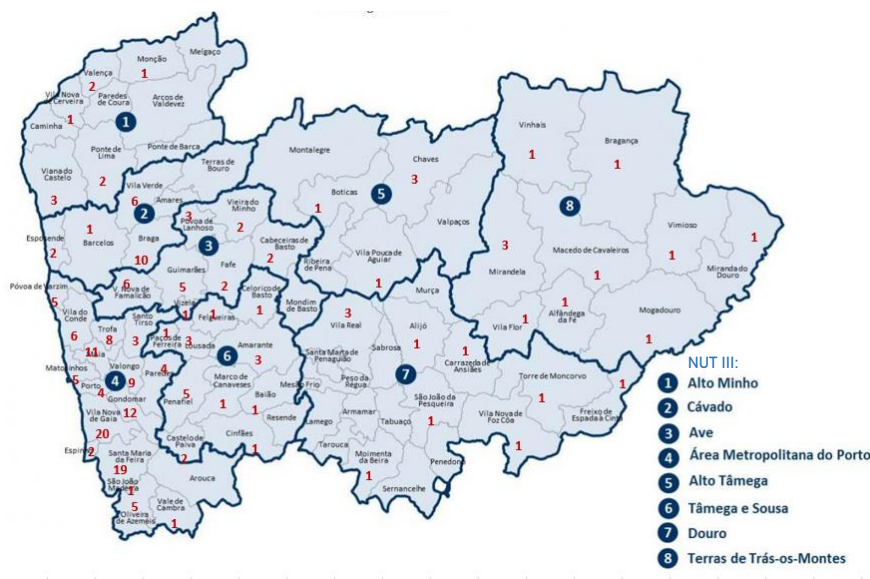 Melgaço
Monção
1
Valença
2
Vila Nova
de Cerveira
1
Paredes
de Coura
Arcos de
Valdevez
1
Caminha
Ponte de
Lima
2
Ponte da Barca
Viana do
Castelo
3
Terras de
Bouro
Vila Verde
6
Amares
2
Vieira do
Minho
2
3
Póvoa de
Lanhoso
3
Esposende
2
1
Barcelos
Braga
10
Cabeceiras de
Basto
2
Guimarães
5
Fafe
2
6
V. Nova de
Famalicão
Vizela
1
Celorico de
Basto
1
1
Felgueiras
Mondim
de Basto
Póvoa de Varzim
5
Vila do
Conde
6
Trofa
8
Santo
Tirso
3
1
Paços de
Ferreira
3
Lousada
6
Amarante
3
11
Maia
Matosinhos
5
Valongo
9
4
Porto
4
Paredes
4
Gondomar
12
Penafiel
5
Marco de
Canaveses
1
Baião
1
Mesão Frio
Resende
Vila Nova
de Gaia
20
Castelo de
Paiva
2
Cinfães
1
Espinho
2
Santa Maria
da Feira
19
São João
Madeira
1
Arouca
5
Oliveira
de Azeméis
Vale de
Cambra
1
Montalegre
Chaves
3
Boticas
1
5
Valpaços
Vila Pouca de
Aguiar
1
Ribeira
de Pena
Vinhais
1
Bragança
1
8
3
Mirandela
Macedo de Cavaleiros
1
Vimioso
1
1
Miranda do
Douro
Vila Flor
1
1
Alfândega
da Fé
Mogadouro
1
Murça
3
Vila Real
Alijó
1
Sabrosa
1
Carrazeda de
Ansiães
Santa Marta de
Penaguião
Peso da
Régua
7
Torre de Moncorvo
1
1
Freixo de
Espada à Cinta
Armamar
São João da
Pesqueira
1
Tabuaço
Vila Nova de
Foz Côa
1
Lamego
Tarouca
Moimenta
da Beira
1
Penedono
Sernancelhe
NUT III:
1 Alto Minho
2 Cávado
3 Ave
4 Área Metropolitana do Porto
5 Alto Tâmega
6 Tâmega e Sousa
7 Douro
8 Terras de Trás-os-Montes